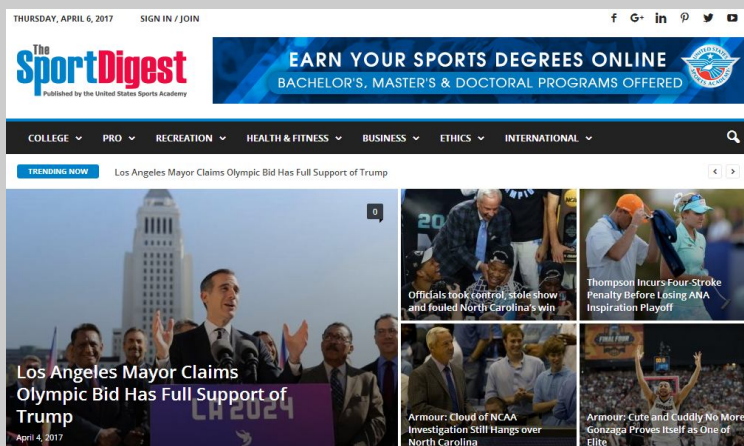 THURSDAY, APRIL 6, 2017 SIGN IN / JOIN
The
SportDigest
Published by the United States Sports Academy
EARN YOUR SPORTS DEGREES ONLINE
BACHELOR'S, MASTER'S & DOCTORAL PROGRAMS OFFERED
COLLEGE PRO RECREATION HEALTH & FITNESS BUSINESS ETHICS INTERNATIONAL
TRENDING NOW Los Angeles Mayor Claims Olympic Bid Has Full Support of Trump
0
LA 2024
Los Angeles Mayor Claims
Olympic Bid Has Full Support of
Trump
April 4, 2017
Officials took control, stole show
and fouled North Carolina's win
Thompson Incurs Four-Stroke
Penalty Before Losing ANA
Inspiration Playoff
Armour: Cloud of NCAA
Investigation Still Hangs over
North Carolina
FINAL FOUR
Armour: Cute and Cuddly No More
Gonzaga Proves Itself as One of
Elite